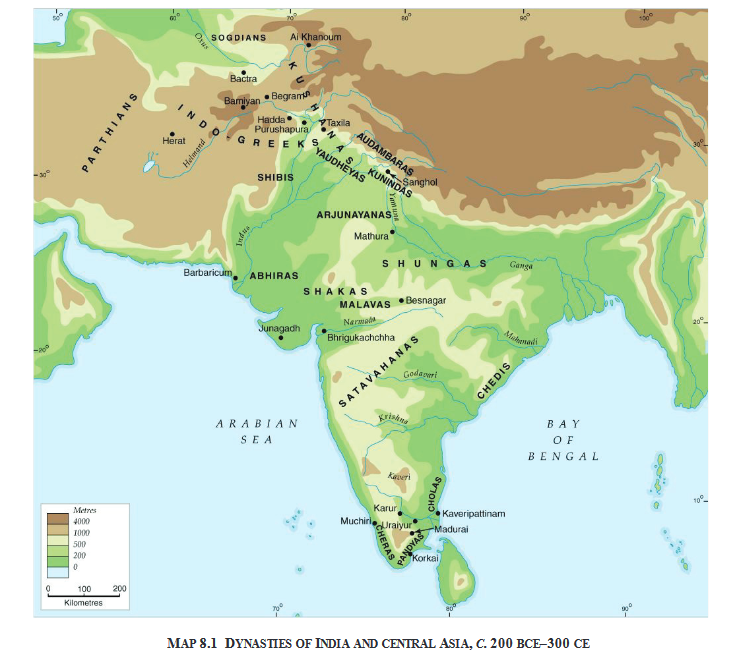 50°
60°
70°
80°
90°
100°
SOGDIANS
Oxus
Ai Khanoum
Bactra
KUSHANAS
Begram
Bamiyan
PARTHIANS
INDO-GREEKS
Hadda
Purushapura
Taxila
Herat
Helmand
AUDAMBARAS
YAUDHEYAS
KUNINDAS
Sanghol
30°
30°
SHIBIS
ARJUNAYANAS
Yamuna
Mathura
Indus
SHUNGAS
Ganga
Barbaricum
ABHIRAS
SHAKAS
MALAVAS
Besnagar
Narmada
Junagadh
Bhrigukachchha
Mahanadi
20°
20°
SATAVAHANAS
Godavari
CHEDIS
Krishna
ARABIAN
SEA
BAY
OF
BENGAL
Kaveri
CHOLAS
Karur
Kaveripattinam
Muchiri
Uraiyur
Madurai
CHERAS
PANDYAS
Korkai
10°
Metres
4000
1000
500
200
0
0 100 200
Kilometres
70°
80°
90°
MAP 8.1 DYNASTIES OF INDIA AND CENTRAL ASIA, C. 200 BCE–300 CE